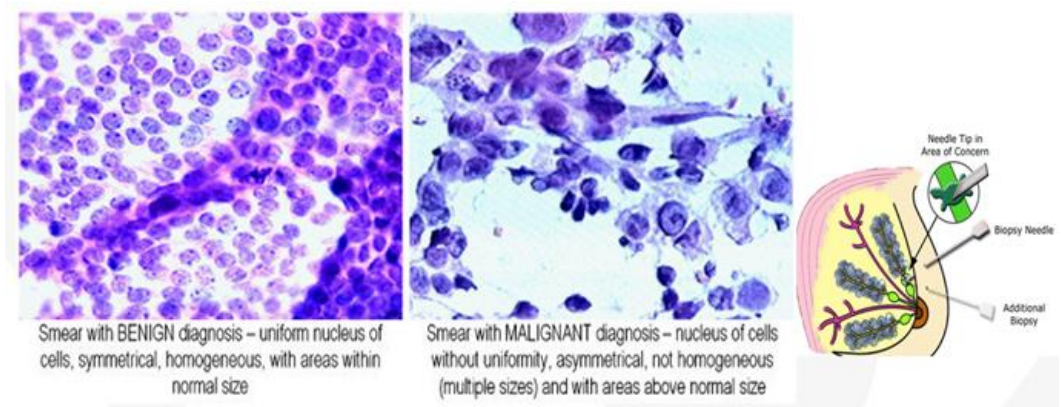 Smear with BENIGN diagnosis – uniform nucleus of
cells, symmetrical, homogeneous, with areas within
normal size
Smear with MALIGNANT diagnosis – nucleus of cells
without uniformity, asymmetrical, not homogeneous
(multiple sizes) and with areas above normal size
Needle Tip in
Area of Concern
Biopsy Needle
Additional
Biopsy